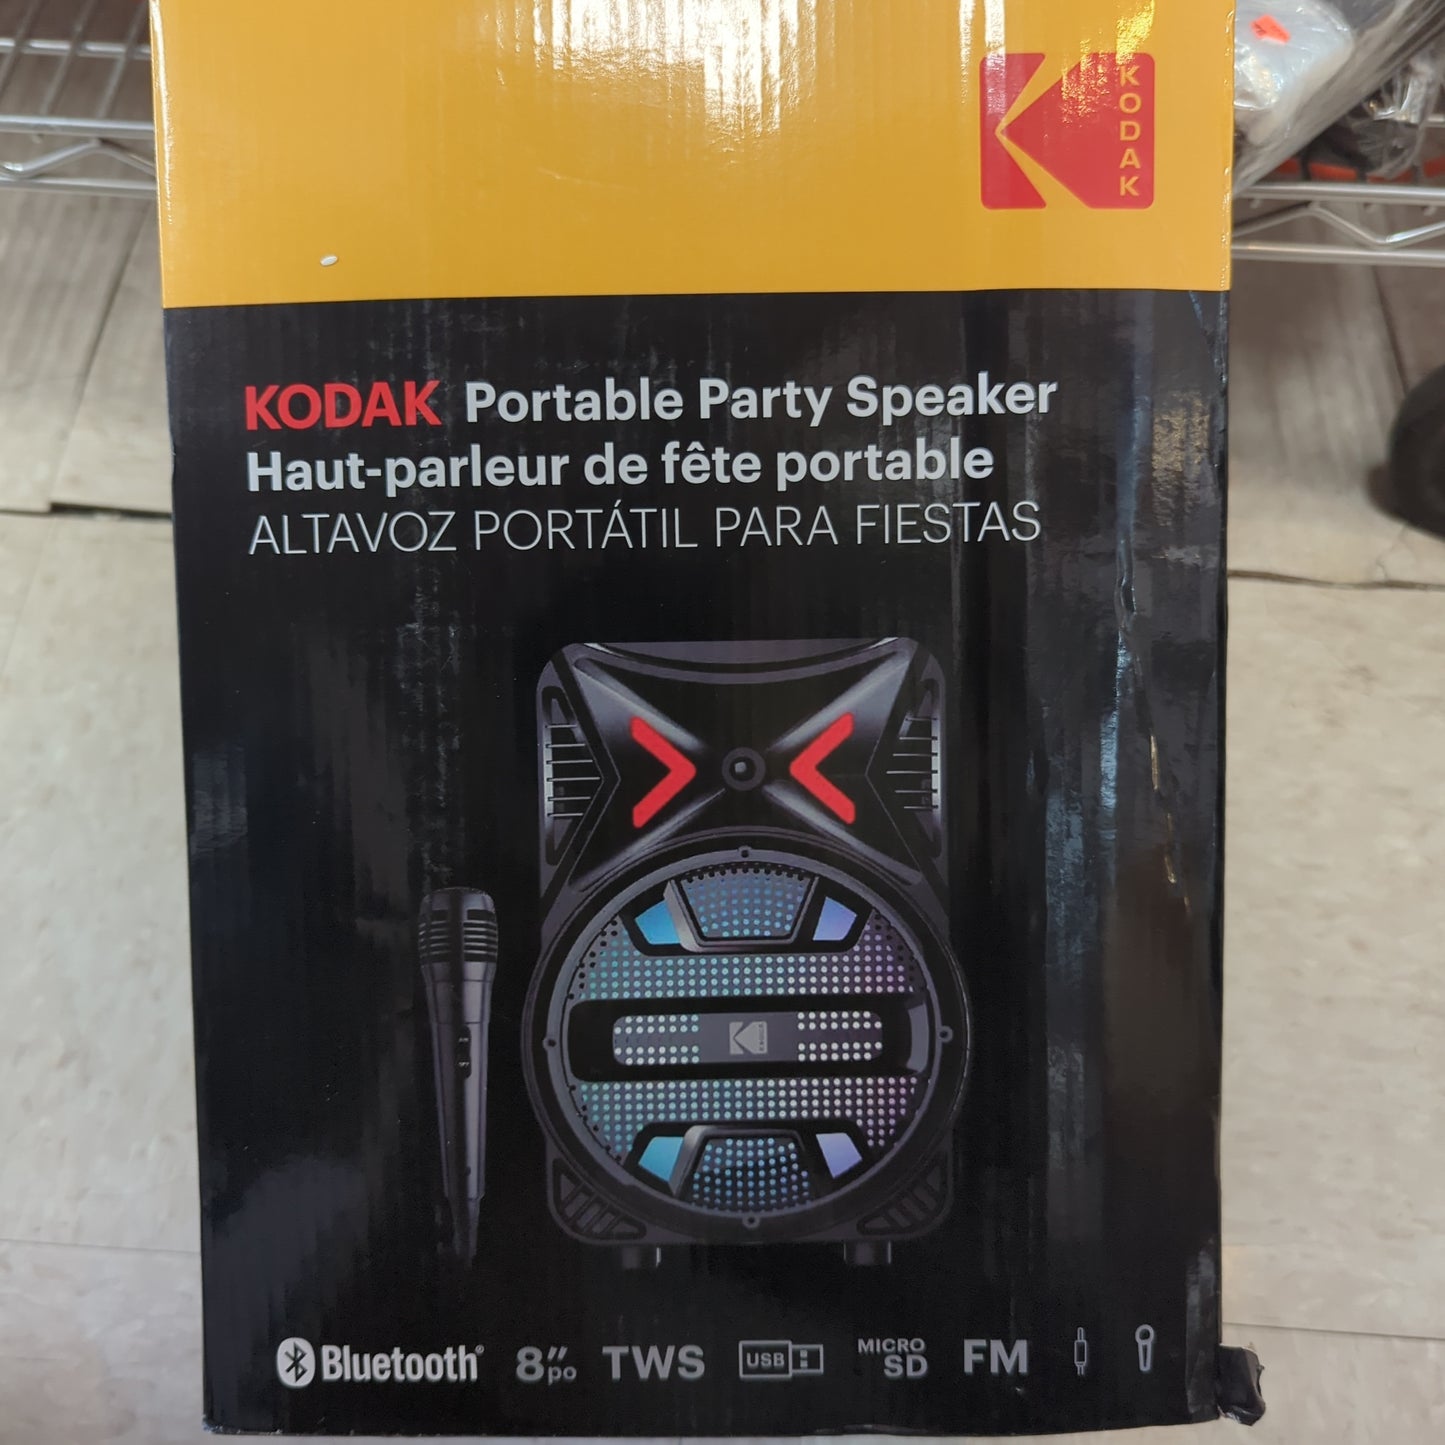 KODAK
KODAK Portable Party Speaker
Haut-parleur de fête portable
ALTAVOZ PORTÁTIL PARA FIESTAS
KODAK
Bluetooth® 8″po TWS USB MICRO SD FM